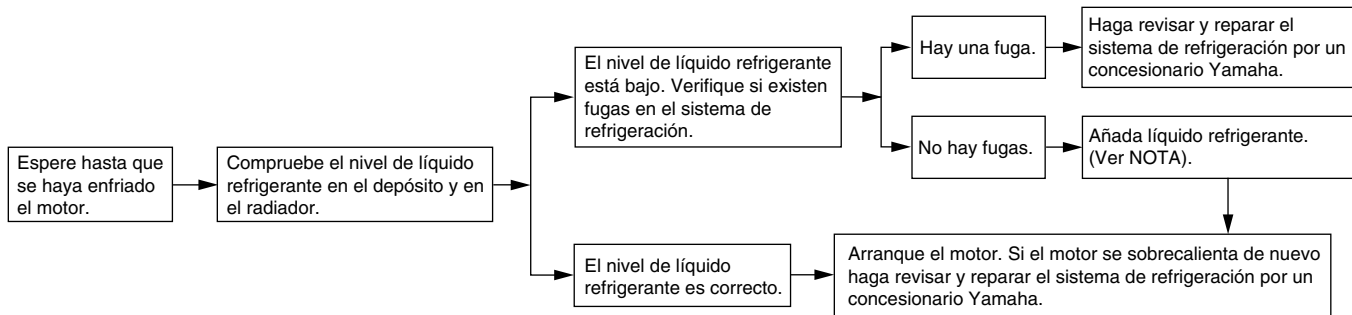 Espere hasta que
se haya enfriado
el motor.
Compruebe el nivel de líquido
refrigerante en el depósito y en
el radiador.
El nivel de líquido refrigerante
está bajo. Verifique si existen
fugas en el sistema de
refrigeración.
Hay una fuga.
Haga revisar y reparar el
sistema de refrigeración por un
concesionario Yamaha.
No hay fugas.
Añada líquido refrigerante.
(Ver NOTA).
El nivel de líquido
refrigerante es correcto.
Arranque el motor. Si el motor se sobrecalienta de nuevo
haga revisar y reparar el sistema de refrigeración por un
concesionario Yamaha.